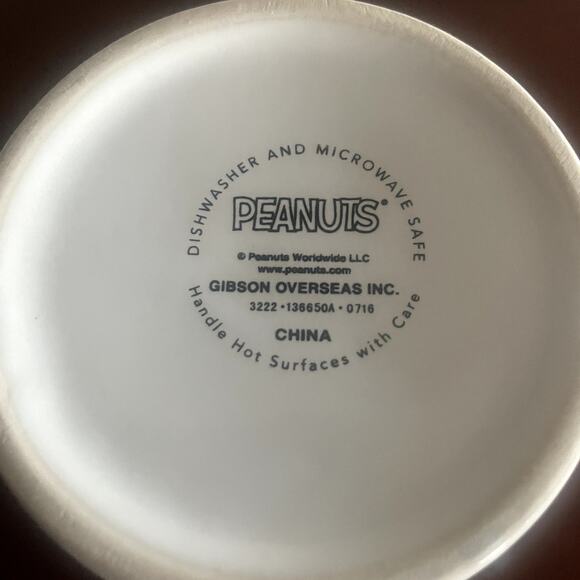 DISHWASHER AND MICROWAVE SAFE
PEANUTS®
© Peanuts Worldwide LLC
www.peanuts.com
GIBSON OVERSEAS INC.
3222 • 136650A • 0716
CHINA
Handle Hot Surfaces with Care